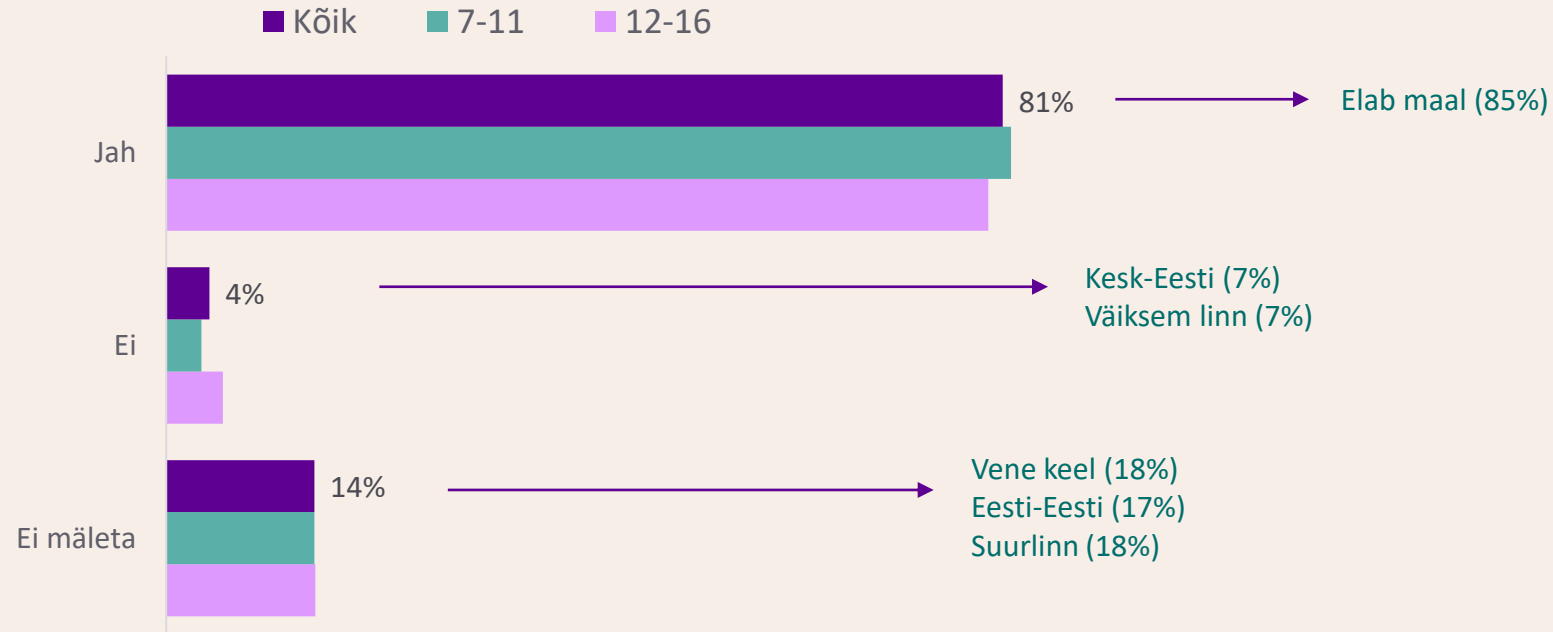 Kõik 7-11 12-16
Jah
81%
Elab maal (85%)
Ei
4%
Kesk-Eesti (7%)
Väiksem linn (7%)
Ei mäleta
14%
Vene keel (18%)
Eesti-Eesti (17%)
Suurlinn (18%)